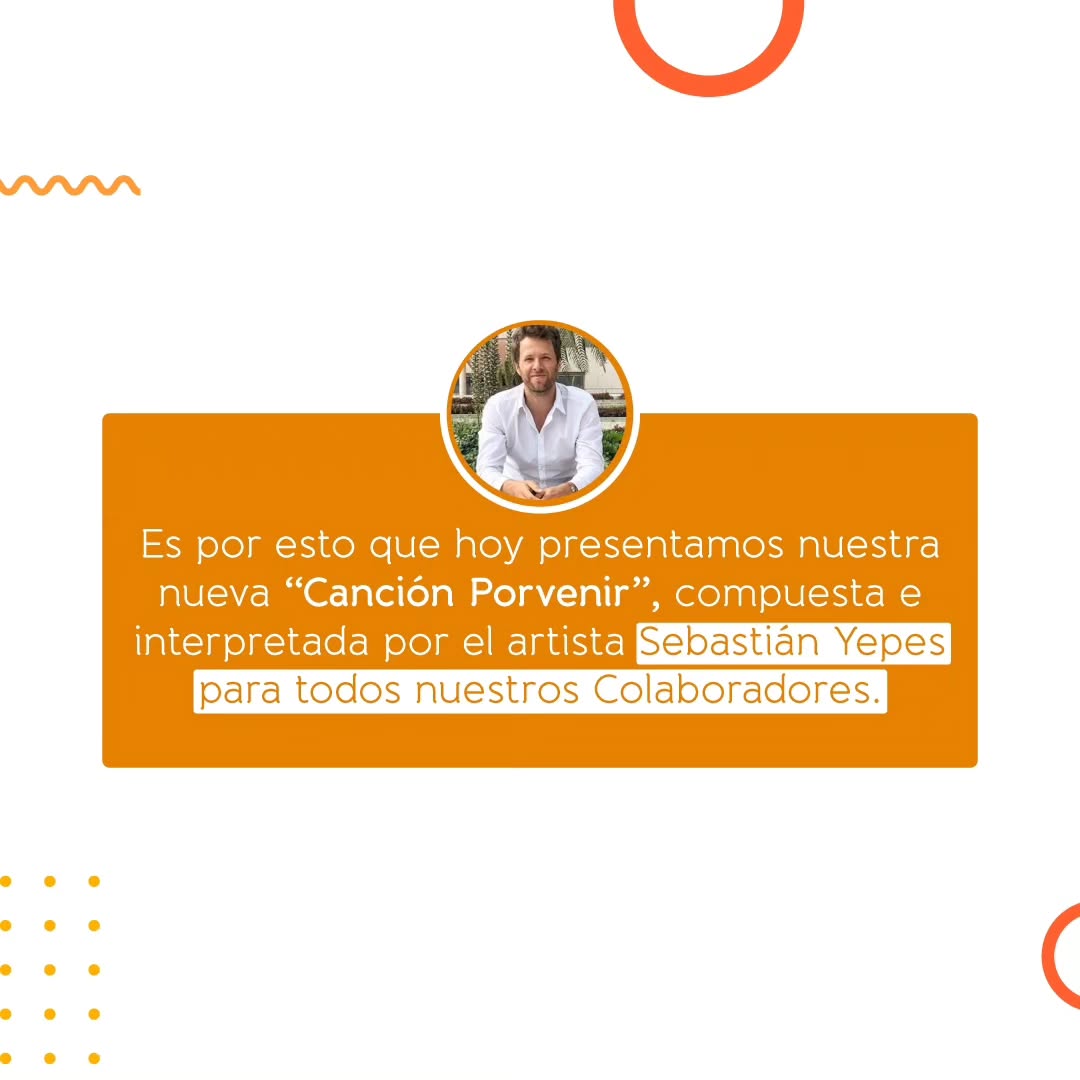 Es por esto que hoy presentamos nuestra
nueva “Canción Porvenir”, compuesta e
interpretada por el artista Sebastián Yepes
para todos nuestros Colaboradores.